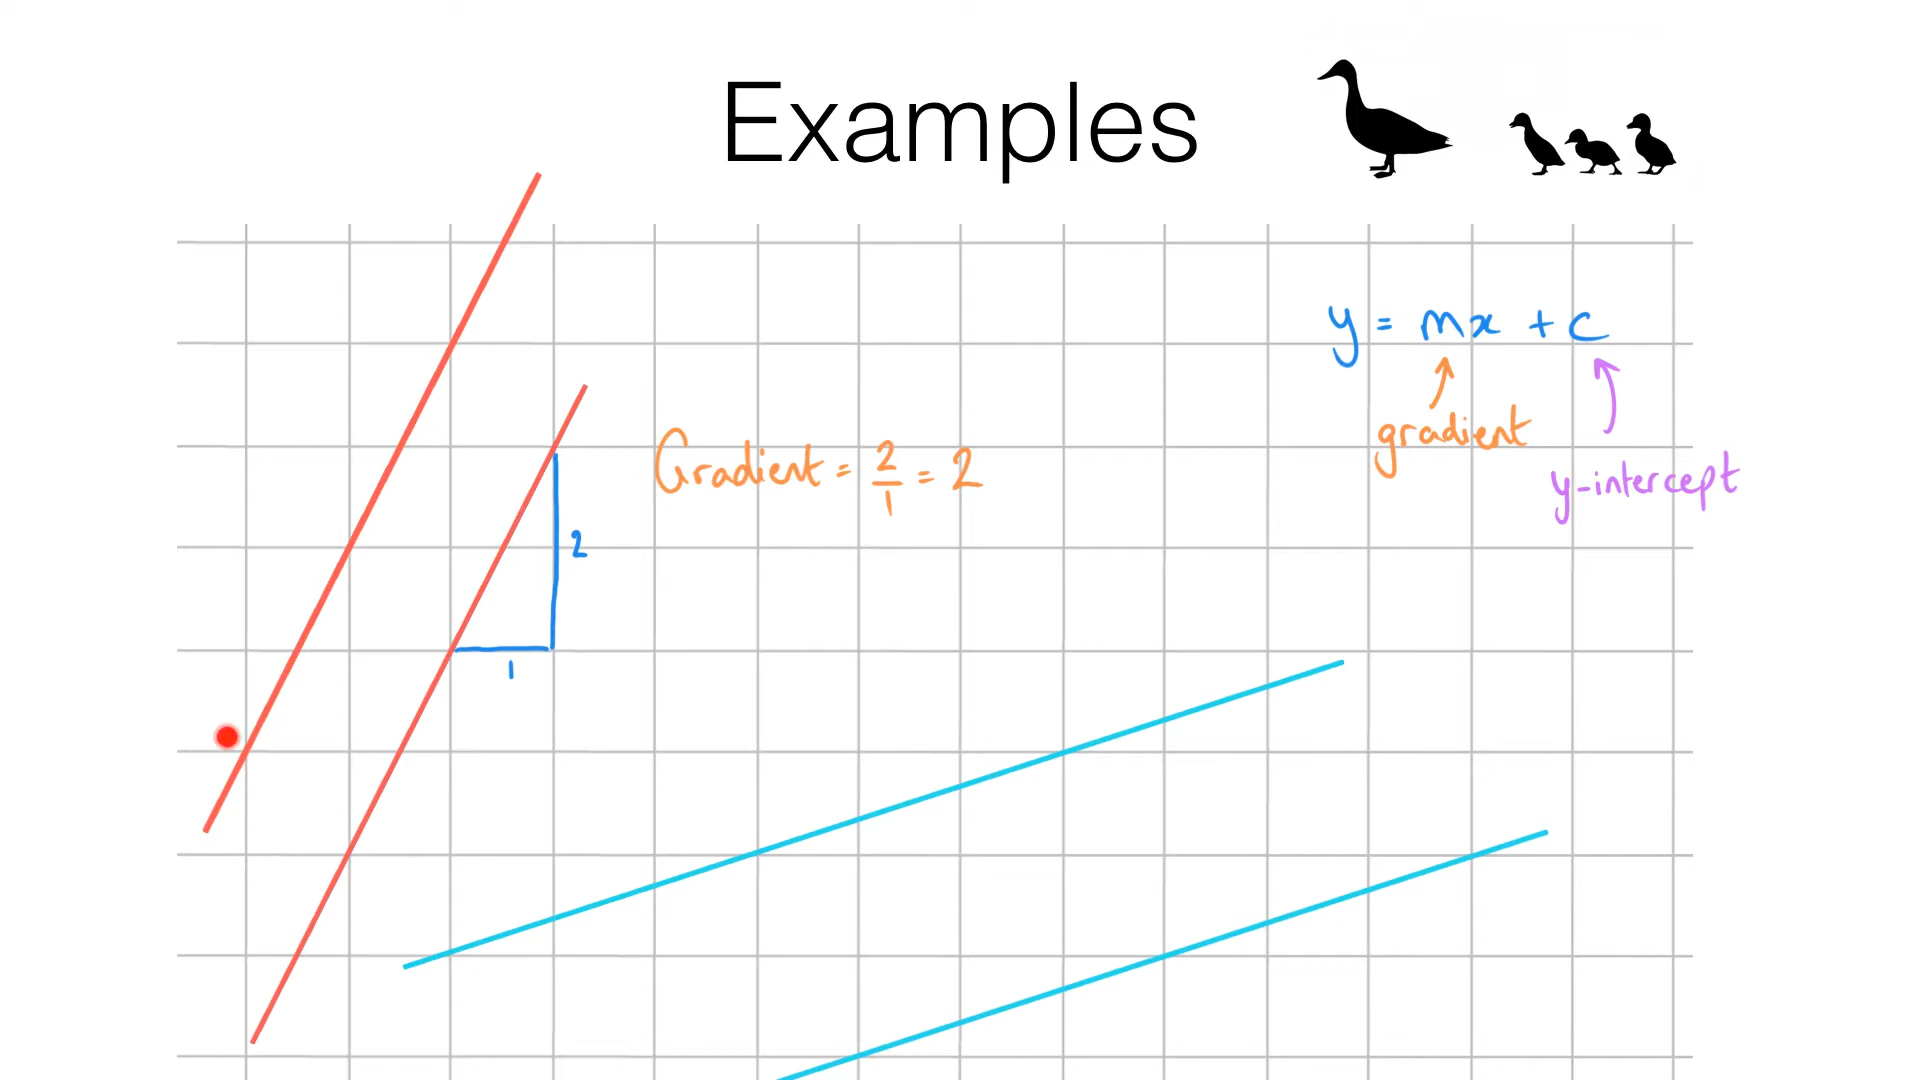 Examples
y = mx + c
gradient
y-intercept
Gradient = 2/1 = 2
2
1